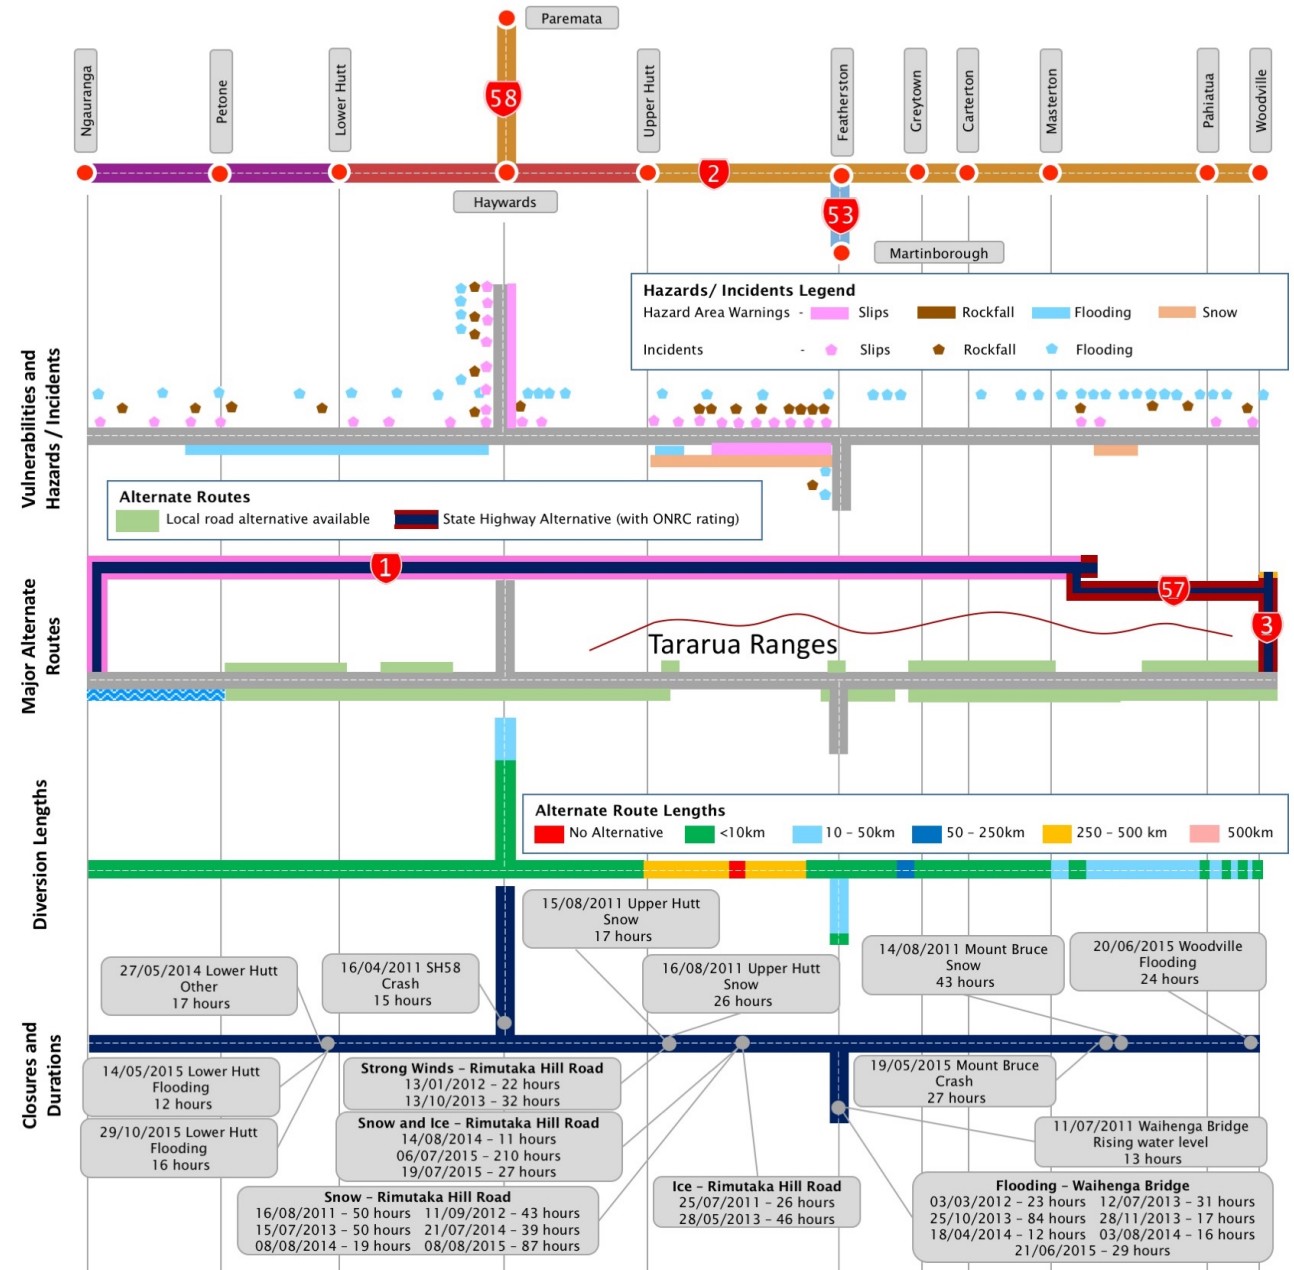 Paremata
Ngauranga
Petone
Lower Hutt
58
Upper Hutt
Featherston
Greytown
Carterton
Masterton
Pahiatua
Woodville
2
Haywards
53
Martinborough
Vulnerabilities and
Hazards / Incidents
Hazards/ Incidents Legend
Hazard Area Warnings - Slips Rockfall Flooding Snow
Incidents - Slips Rockfall Flooding
Alternate Routes
Local road alternative available State Highway Alternative (with ONRC rating)
Major Alternate
Routes
1
57
3
Tararua Ranges
Diversion Lengths
Alternate Route Lengths
No Alternative <10km 10 – 50km 50 – 250km 250 – 500 km 500km
Closures and
Durations
15/08/2011 Upper Hutt
Snow
17 hours
27/05/2014 Lower Hutt
Other
17 hours
16/04/2011 SH58
Crash
15 hours
16/08/2011 Upper Hutt
Snow
26 hours
14/08/2011 Mount Bruce
Snow
43 hours
20/06/2015 Woodville
Flooding
24 hours
14/05/2015 Lower Hutt
Flooding
12 hours
Strong Winds – Rimutaka Hill Road
13/01/2012 – 22 hours
13/10/2013 – 32 hours
19/05/2015 Mount Bruce
Crash
27 hours
29/10/2015 Lower Hutt
Flooding
16 hours
Snow and Ice – Rimutaka Hill Road
14/08/2014 – 11 hours
06/07/2015 – 210 hours
19/07/2015 – 27 hours
11/07/2011 Waihenga Bridge
Rising water level
13 hours
Snow – Rimutaka Hill Road
16/08/2011 – 50 hours 11/09/2012 – 43 hours
15/07/2013 – 50 hours 21/07/2014 – 39 hours
08/08/2014 – 19 hours 08/08/2015 – 87 hours
Ice – Rimutaka Hill Road
25/07/2011 – 26 hours
28/05/2013 – 46 hours
Flooding – Waihenga Bridge
03/03/2012 – 23 hours 12/07/2013 – 31 hours
25/10/2013 – 84 hours 28/11/2013 – 17 hours
18/04/2014 – 12 hours 03/08/2014 – 16 hours
21/06/2015 – 29 hours